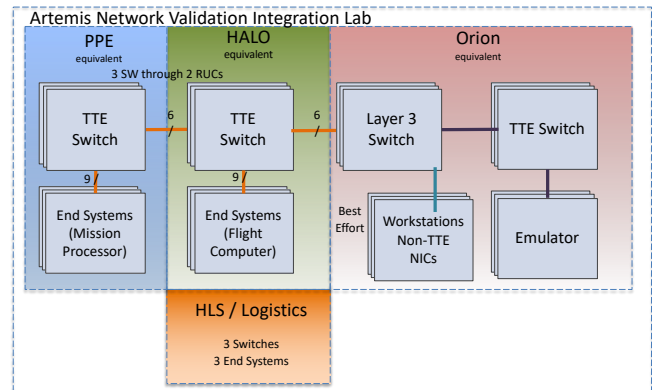 Artemis Network Validation Integration Lab
PPE
equivalent
HALO
equivalent
Orion
equivalent
3 SW through 2 RUCs
TTE
Switch
6
/
TTE
Switch
6
/
Layer 3
Switch
TTE Switch
9 /
9/
End Systems
(Mission
Processor)
End Systems
(Flight
Computer)
Best
Effort
Workstations
Non-TTE
NICs
Emulator
HLS / Logistics
3 Switches
3 End Systems